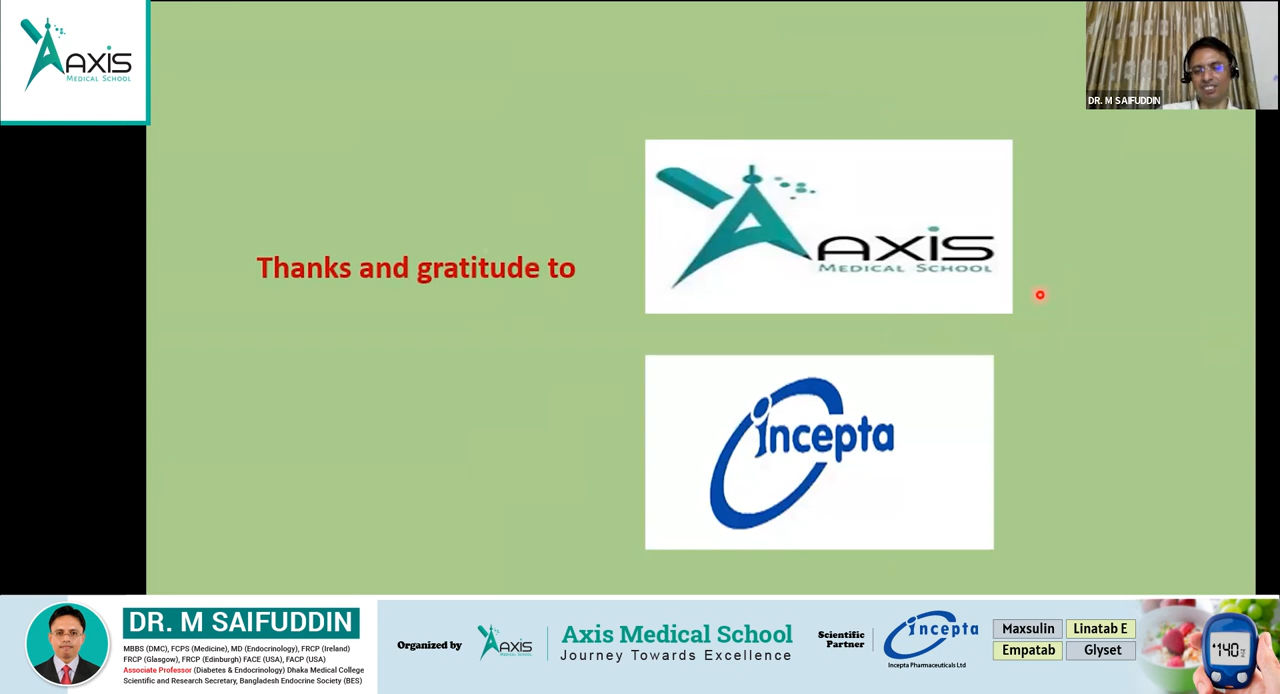 AXIS
MEDICAL SCHOOL
DR. M SAIFUDDIN
Thanks and gratitude to
AXIS
MEDICAL SCHOOL
incepta
DR. M SAIFUDDIN
MBBS (DMC), FCPS (Medicine), MD (Endocrinology), FRCP (Ireland)
FRCP (Glasgow), FRCP (Edinburgh) FACE (USA), FACP (USA)
Associate Professor (Diabetes & Endocrinology) Dhaka Medical College
Scientific and Research Secretary, Bangladesh Endocrine Society (BES)
Organized by
AXIS
MEDICAL SCHOOL
Axis Medical School
Journey Towards Excellence
Scientific
Partner
incepta
Incepta Pharmaceuticals Ltd
Maxsulin
Linatab E
Empatab
Glyset
140